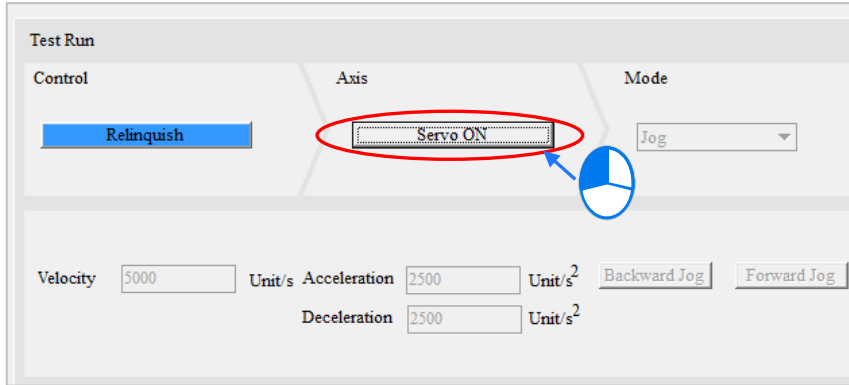 Test Run
Control Axis Mode
Relinquish Servo ON Jog
Velocity 5000 Unit/s Acceleration 2500 Unit/s2 Backward Jog Forward Jog
Deceleration 2500 Unit/s2